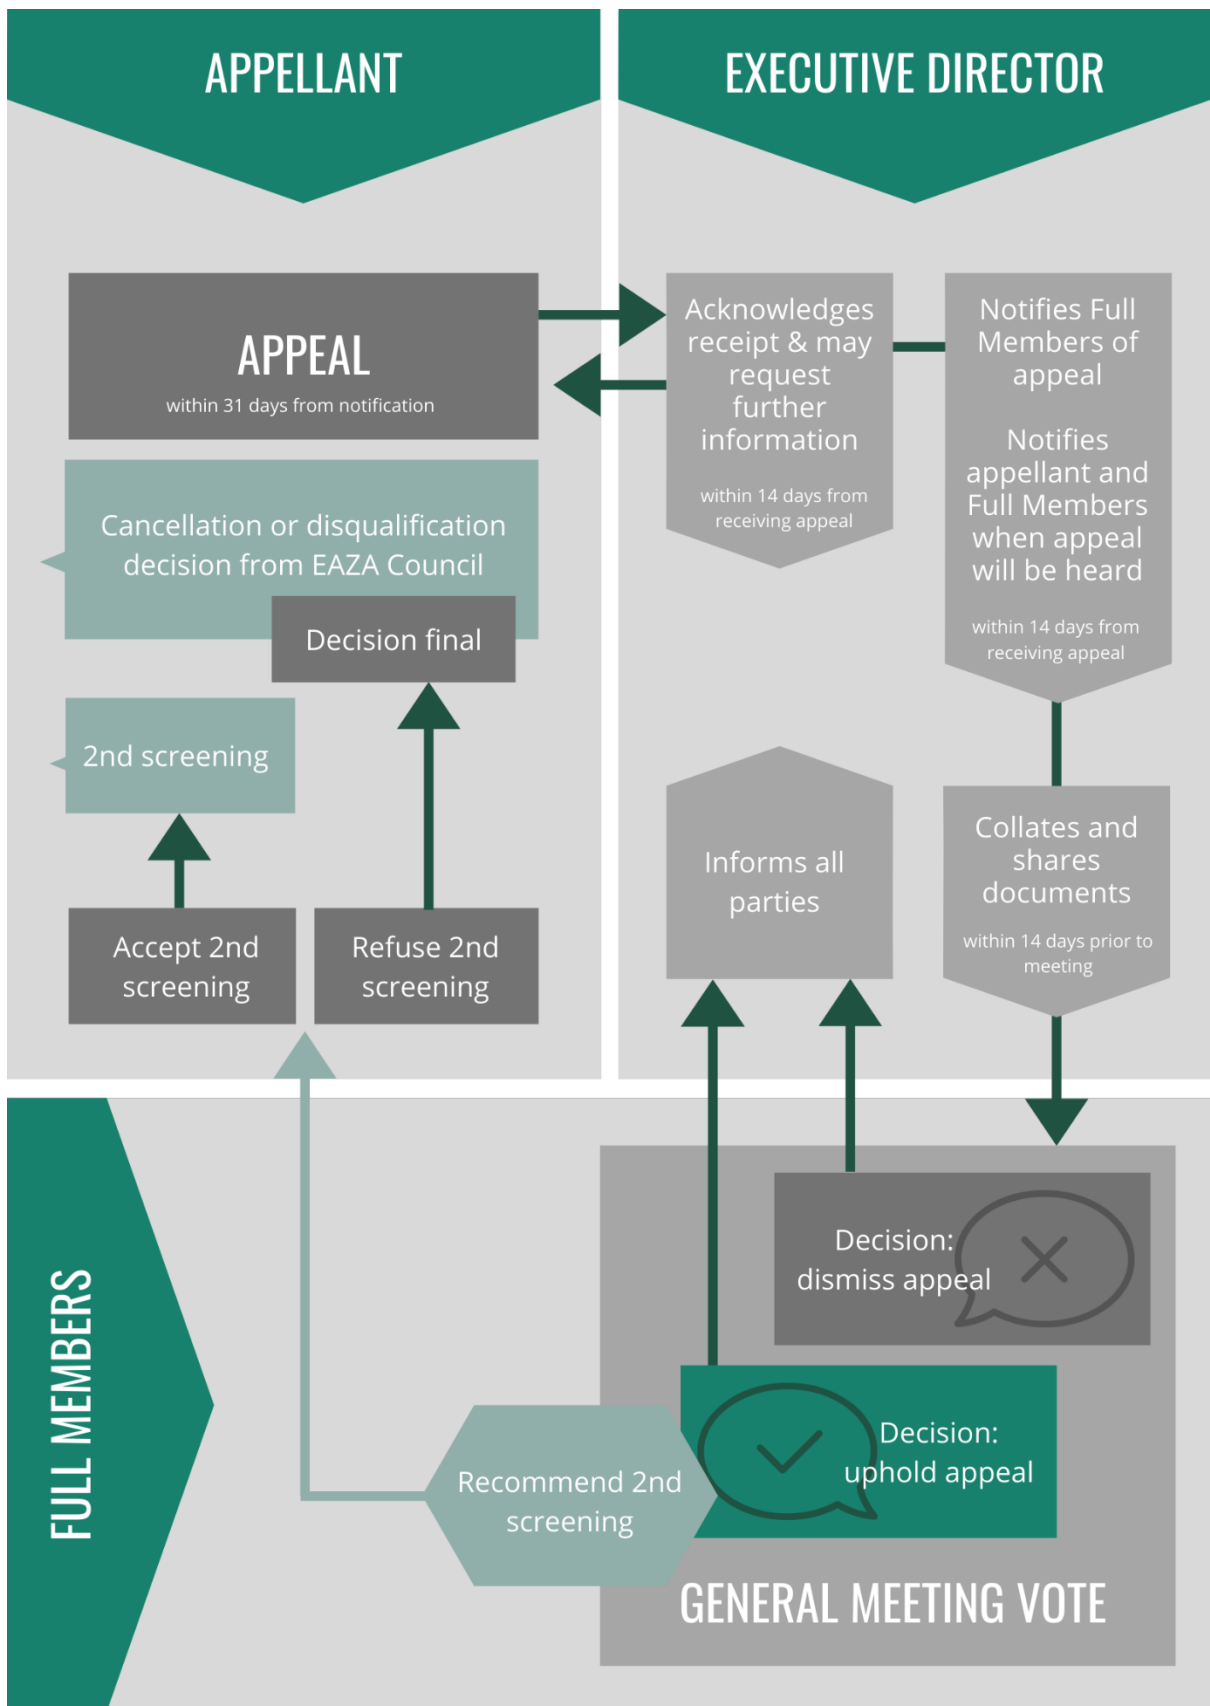 APPELLANT
EXECUTIVE DIRECTOR
APPEAL
within 31 days from notification
Acknowledges
receipt & may
request
further
information
within 14 days from
receiving appeal
Notifies Full
Members of
appeal
Notifies
appellant and
Full Members
when appeal
will be heard
within 14 days from
receiving appeal
Cancellation or disqualification
decision from EAZA Council
Decision final
2nd screening
Accept 2nd
screening
Refuse 2nd
screening
Informs all
parties
Collates and
shares
documents
within 14 days prior to
meeting
FULL MEMBERS
Decision:
dismiss appeal
Decision:
uphold appeal
Recommend 2nd
screening
GENERAL MEETING VOTE